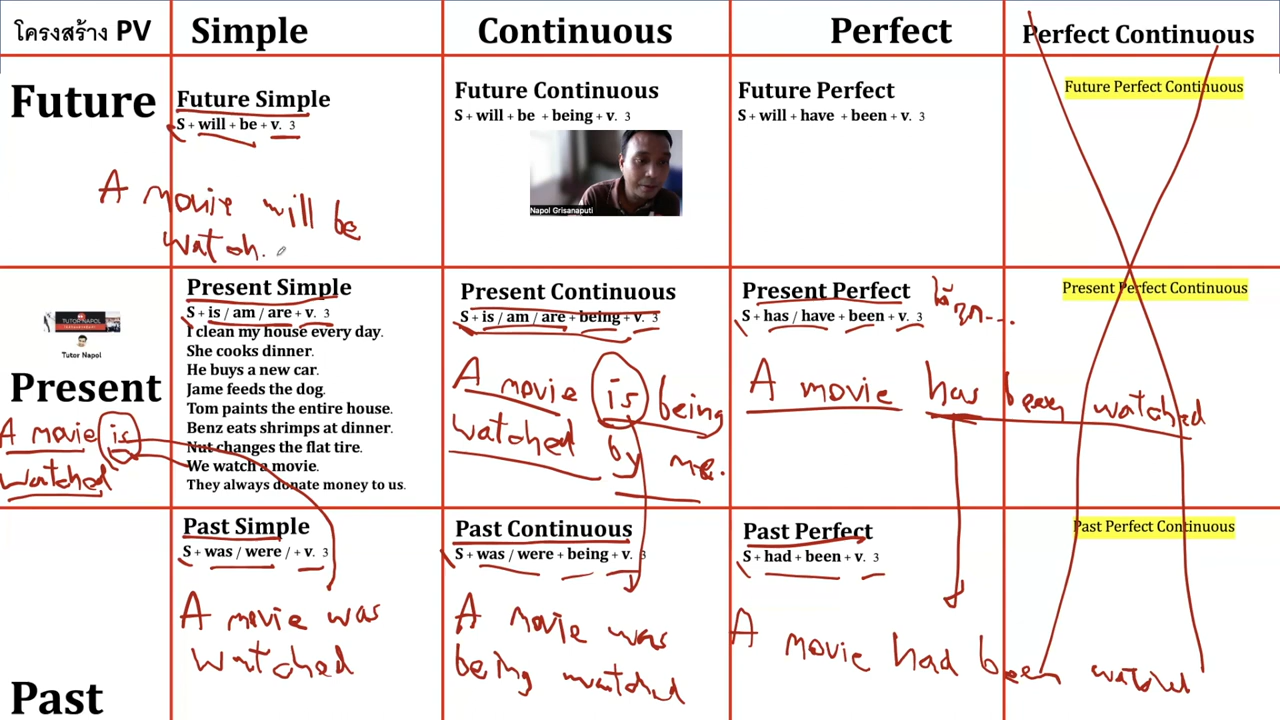 โครงสร้าง PV
Simple
Continuous
Perfect
Perfect Continuous
Future
Future Simple
S + will + be + v. 3
A movie will be
watch.
Future Continuous
S + will + be + being + v. 3
Napol Grisanaputi
Future Perfect
S + will + have + been + v. 3
Future Perfect Continuous
TUTOR NAPOL
Tutor Napol
Present
A movie is
watched
Present Simple
S + is / am / are + v. 3
I clean my house every day.
She cooks dinner.
He buys a new car.
Jame feeds the dog.
Tom paints the entire house.
Benz eats shrimps at dinner.
Nut changes the flat tire.
We watch a movie.
They always donate money to us.
Present Continuous
S + is / am / are + being + v. 3
A movie is being
watched by me.
Present Perfect
S + has / have + been + v. 3
A movie has been watched
Present Perfect Continuous
Past
Past Simple
S + was / were / + v. 3
A movie was
watched
Past Continuous
S + was / were + being + v. 3
A movie was
being watched
Past Perfect
S + had + been + v. 3
A movie had been watched
Past Perfect Continuous